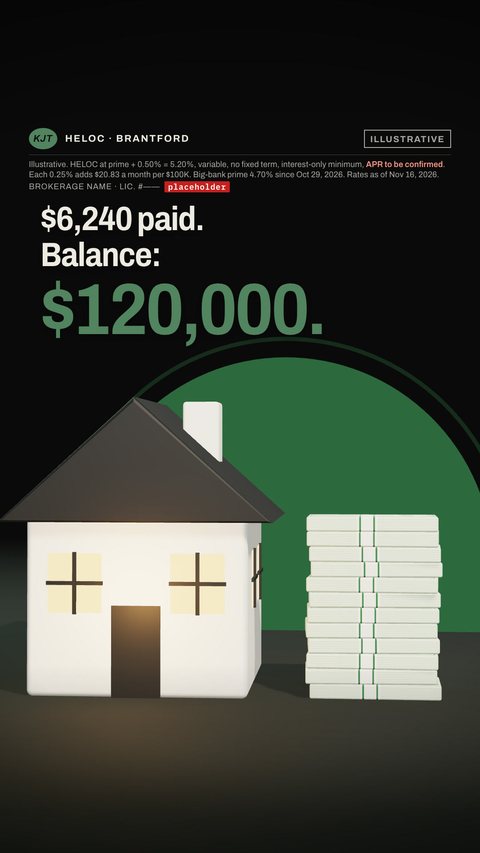 KJT HELOC · BRANTFORD ILLUSTRATIVE
Illustrative. HELOC at prime + 0.50% = 5.20%, variable, no fixed term, interest-only minimum, APR to be confirmed.
Each 0.25% adds $20.83 a month per $100K. Big-bank prime 4.70% since Oct 29, 2026. Rates as of Nov 16, 2026.
BROKERAGE NAME · LIC. #—— placeholder
$6,240 paid.
Balance:
$120,000.